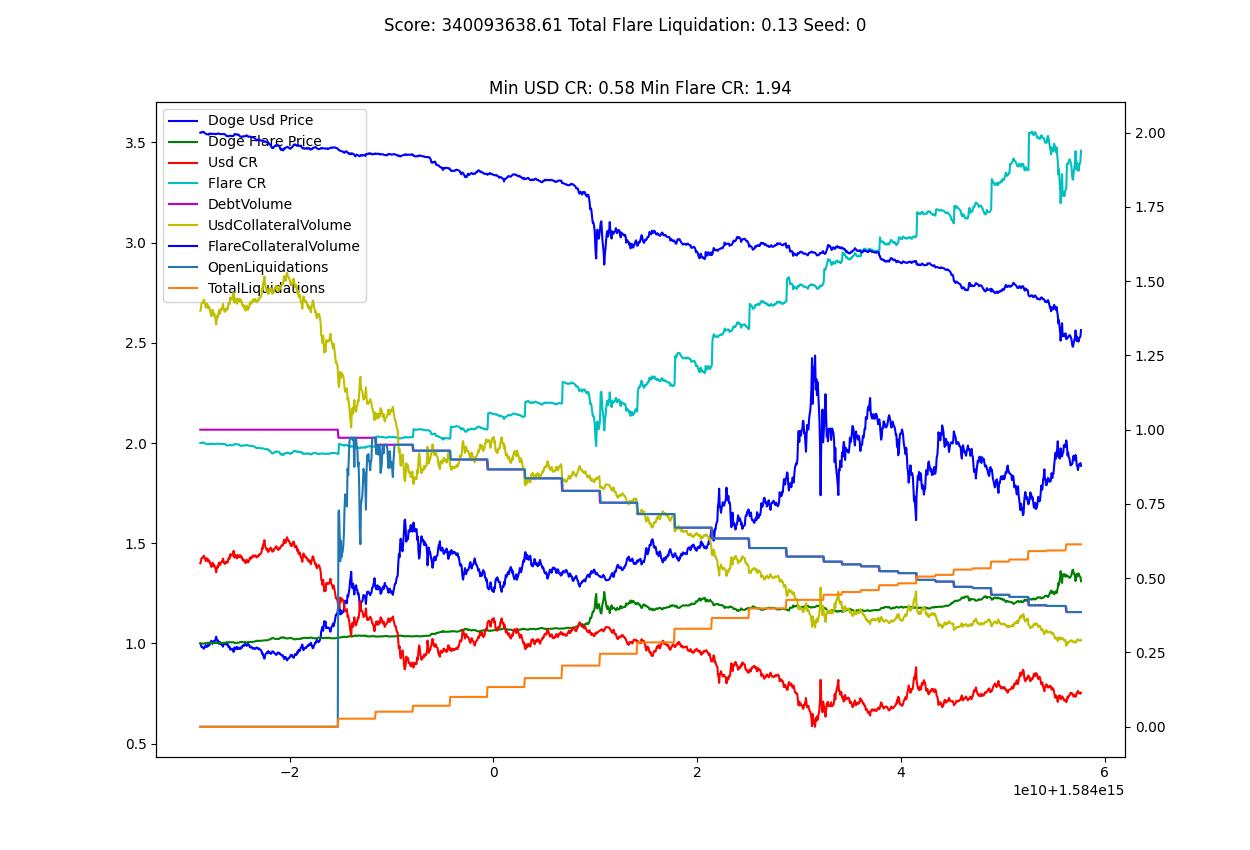 Score: 340093638.61 Total Flare Liquidation: 0.13 Seed: 0
Min USD CR: 0.58 Min Flare CR: 1.94
Doge Usd Price
Doge Flare Price
Usd CR
Flare CR
DebtVolume
UsdCollateralVolume
FlareCollateralVolume
OpenLiquidations
TotalLiquidations
3.5
3.0
2.5
2.0
1.5
1.0
0.5
2.00
1.75
1.50
1.25
1.00
0.75
0.50
0.25
0.00
−2
0
2
4
6
1e10+1.584e15